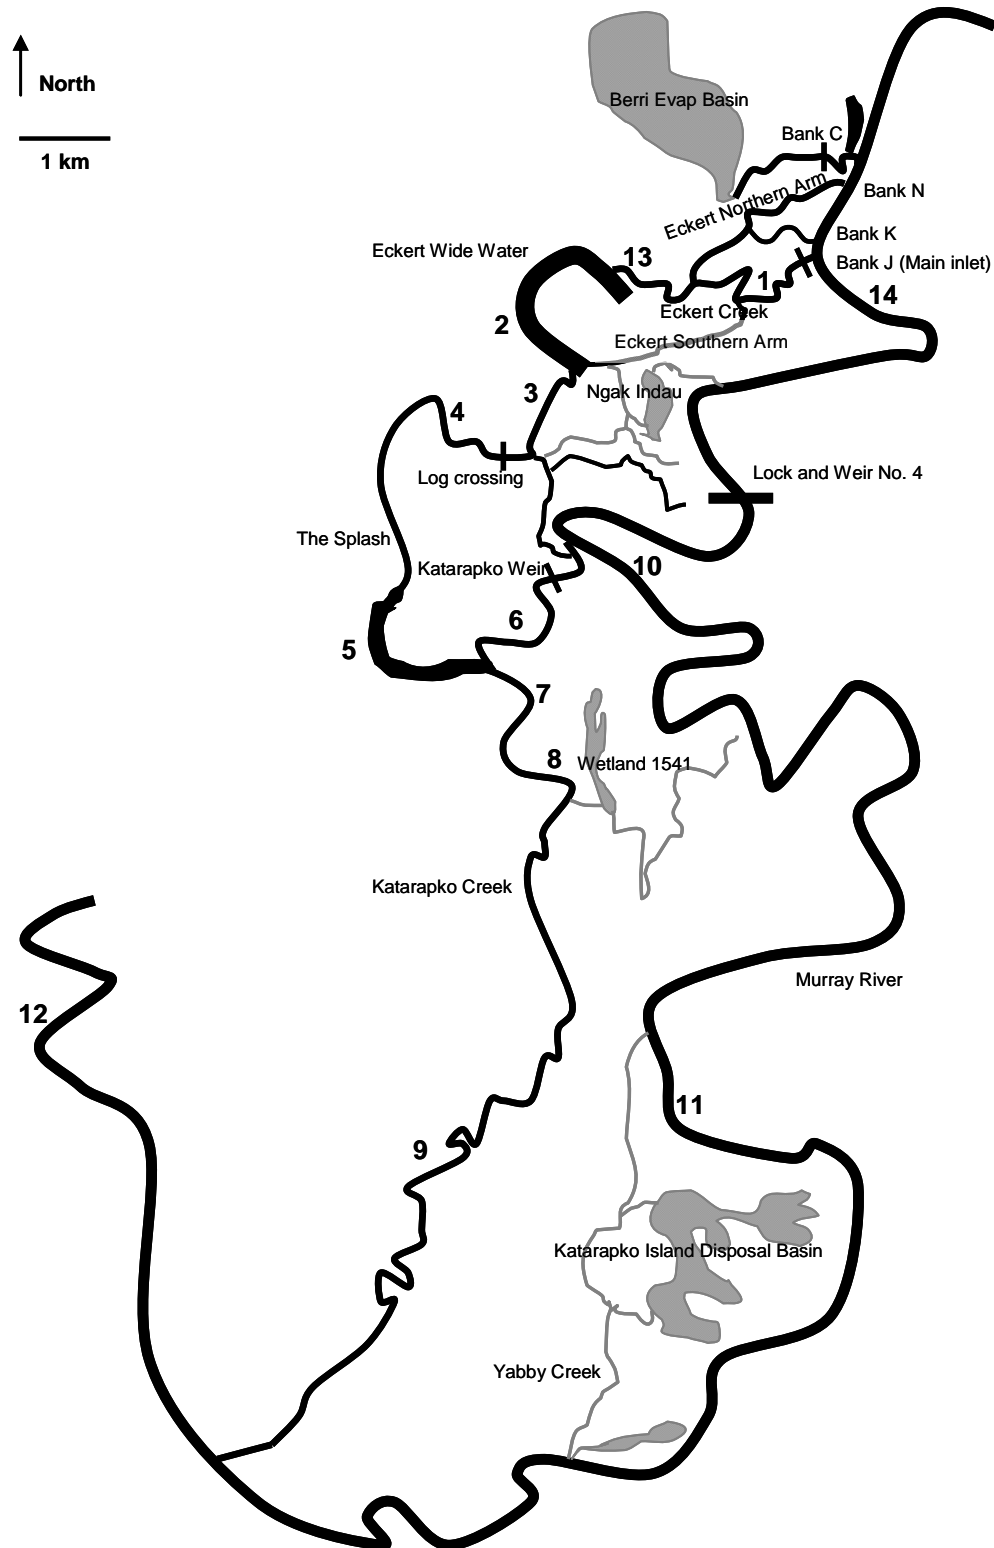 North
1 km
Berri Evap Basin
Bank C
Bank N
Eckert Northern Arm
Bank K
Eckert Wide Water
13
Bank J (Main inlet)
1
14
Eckert Creek
2
Eckert Southern Arm
3
Ngak Indau
4
Log crossing
Lock and Weir No. 4
The Splash
Katarapko Weir
10
6
5
7
8
Wetland 1541
Katarapko Creek
Murray River
12
11
9
Katarapko Island Disposal Basin
Yabby Creek